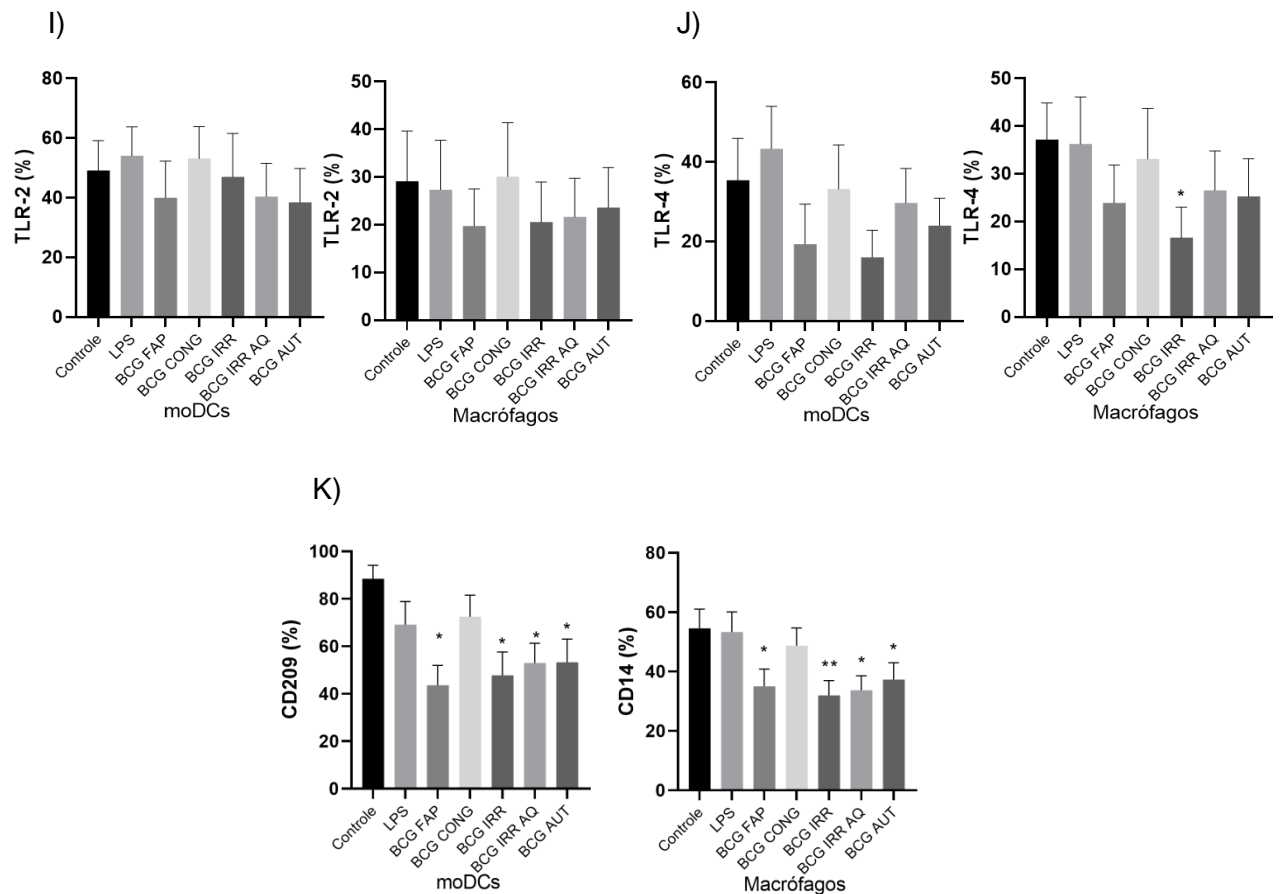 I)
TLR-2 (%)
80
60
40
20
0
Controle
LPS
BCG FAP
BCG CONG
BCG IRR
BCG IRR AQ
BCG AUT
moDCs
TLR-2 (%)
50
40
30
20
10
0
Controle
LPS
BCG FAP
BCG CONG
BCG IRR
BCG IRR AQ
BCG AUT
Macrófagos
J)
TLR-4 (%)
60
40
20
0
Controle
LPS
BCG FAP
BCG CONG
BCG IRR
BCG IRR AQ
BCG AUT
moDCs
TLR-4 (%)
50
40
30
20
10
0
*
Controle
LPS
BCG FAP
BCG CONG
BCG IRR
BCG IRR AQ
BCG AUT
Macrófagos
K)
CD209 (%)
100
80
60
40
20
0
* * * *
Controle
LPS
BCG FAP
BCG CONG
BCG IRR
BCG IRR AQ
BCG AUT
moDCs
CD14 (%)
80
60
40
20
0
* ** * *
Controle
LPS
BCG FAP
BCG CONG
BCG IRR
BCG IRR AQ
BCG AUT
Macrófagos